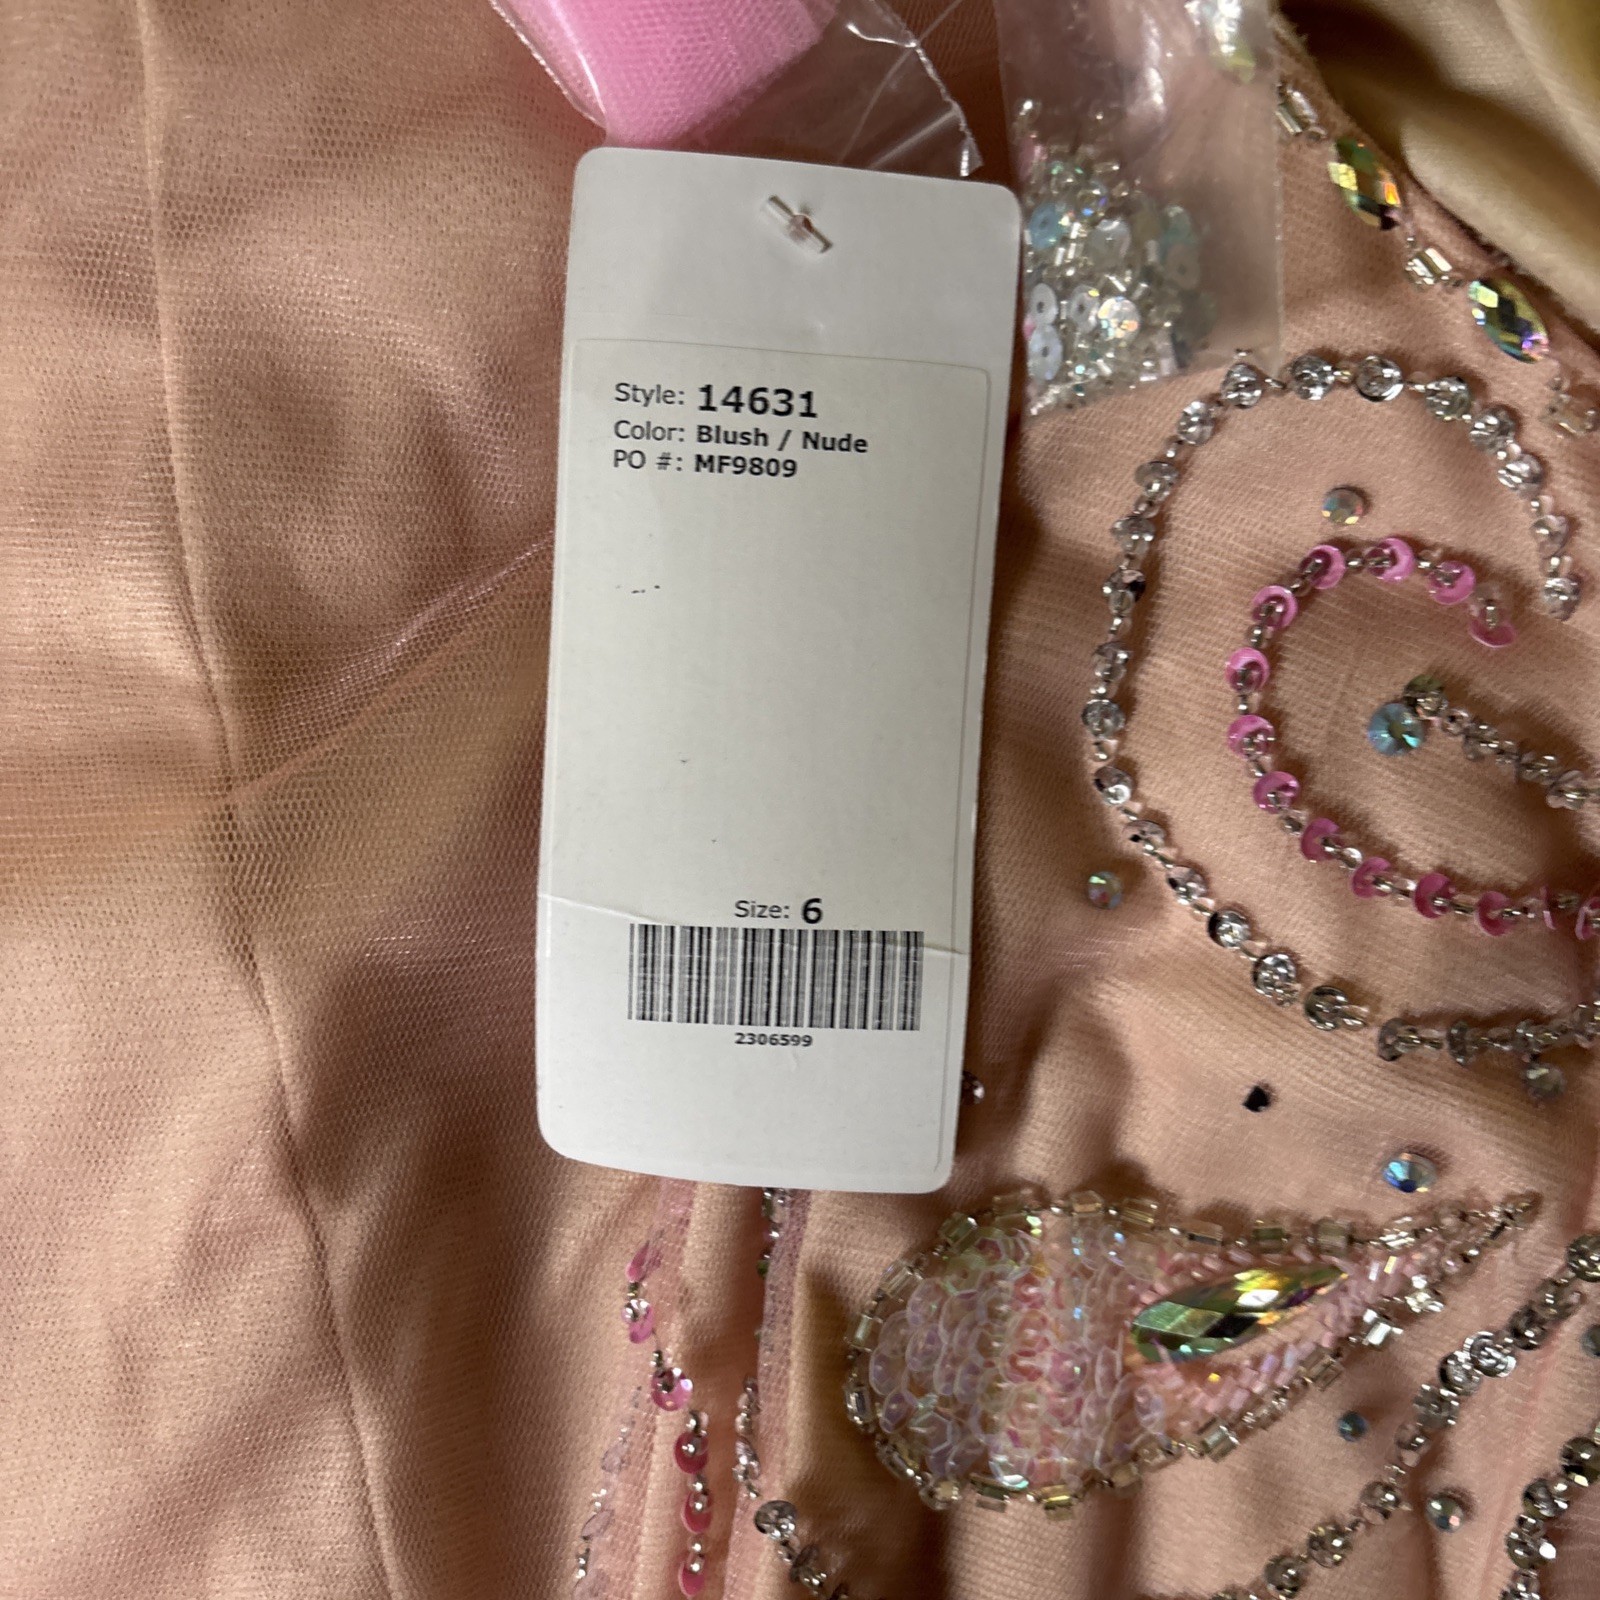 Style: 14631
Color: Blush / Nude
PO #: MF9809
Size: 6
2306599